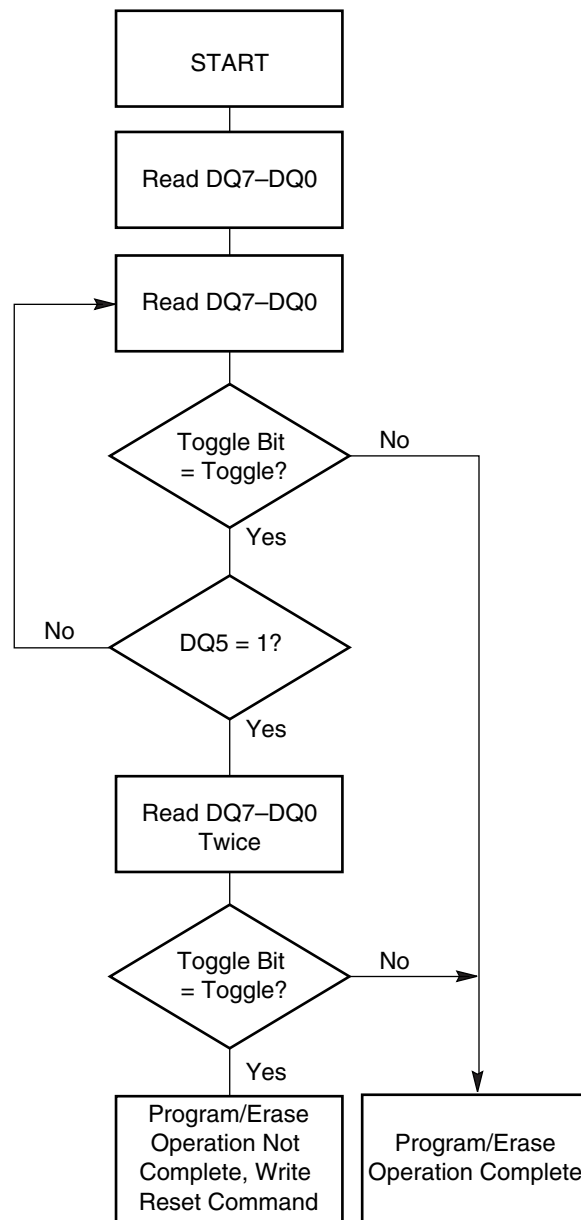 START
Read DQ7–DQ0
Read DQ7–DQ0
Toggle Bit
= Toggle?
No
Yes
No
DQ5 = 1?
Yes
Read DQ7–DQ0
Twice
Toggle Bit
= Toggle?
No
Yes
Program/Erase
Operation Not
Complete, Write
Reset Command
Program/Erase
Operation Complete